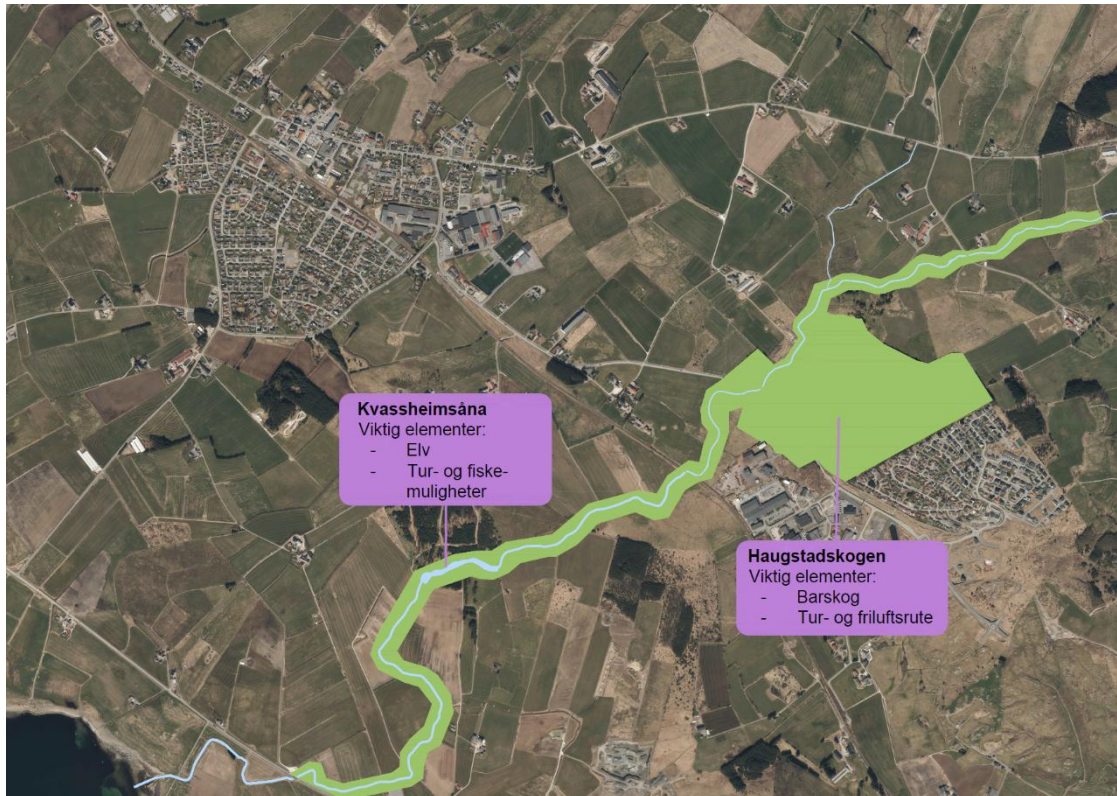 Kvassheimsåna
Viktig elementer:
- Elv
- Tur- og fiske-
muligheter
Haugstadskogen
Viktig elementer:
- Barskog
- Tur- og friluftsrute